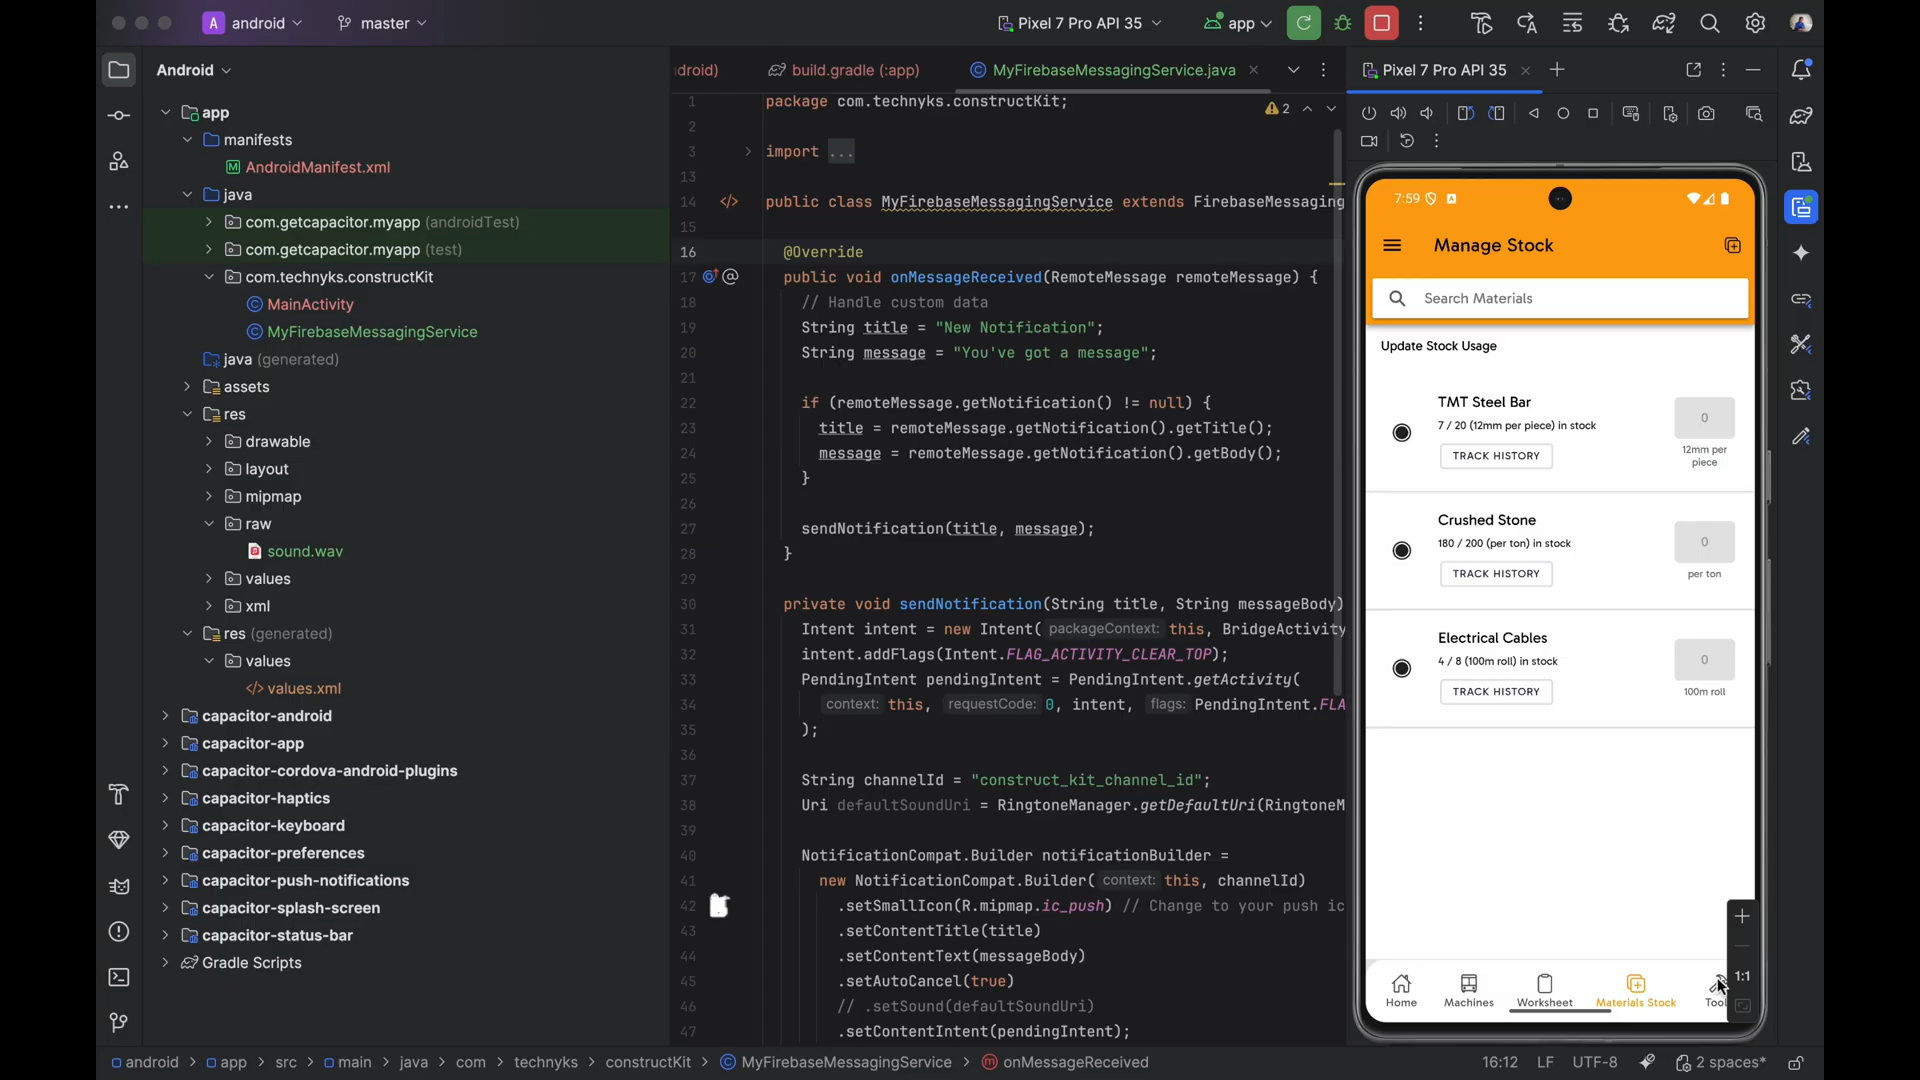 A android
master
Pixel 7 Pro API 35
app
Android
droid)
build.gradle (:app)
MyFirebaseMessagingService.java
Pixel 7 Pro API 35
app
manifests
AndroidManifest.xml
java
com.getcapacitor.myapp (androidTest)
com.getcapacitor.myapp (test)
com.technyks.constructKit
MainActivity
MyFirebaseMessagingService
java (generated)
assets
res
drawable
layout
mipmap
raw
sound.wav
values
xml
res (generated)
values
values.xml
capacitor-android
capacitor-app
capacitor-cordova-android-plugins
capacitor-haptics
capacitor-keyboard
capacitor-preferences
capacitor-push-notifications
capacitor-splash-screen
capacitor-status-bar
Gradle Scripts
2
1 package com.technyks.constructKit;
2
3 import ...
13
14 public class MyFirebaseMessagingService extends FirebaseMessaging
15
16 @Override
17 public void onMessageReceived(RemoteMessage remoteMessage) {
18 // Handle custom data
19 String title = "New Notification";
20 String message = "You've got a message";
21
22 if (remoteMessage.getNotification() != null) {
23 title = remoteMessage.getNotification().getTitle();
24 message = remoteMessage.getNotification().getBody();
25 }
26
27 sendNotification(title, message);
28 }
29
30 private void sendNotification(String title, String messageBody)
31 Intent intent = new Intent( packageContext: this, BridgeActivity
32 intent.addFlags(Intent.FLAG_ACTIVITY_CLEAR_TOP);
33 PendingIntent pendingIntent = PendingIntent.getActivity(
34 context: this, requestCode: 0, intent, flags: PendingIntent.FLA
35 );
36
37 String channelId = "construct_kit_channel_id";
38 Uri defaultSoundUri = RingtoneManager.getDefaultUri(RingtoneM
39
40 NotificationCompat.Builder notificationBuilder =
41 new NotificationCompat.Builder( context: this, channelId)
42 .setSmallIcon(R.mipmap.ic_push) // Change to your push ic
43 .setContentTitle(title)
44 .setContentText(messageBody)
45 .setAutoCancel(true)
46 // .setSound(defaultSoundUri)
47 .setContentIntent(pendingIntent);
7:59
Manage Stock
Search Materials
Update Stock Usage
TMT Steel Bar
7 / 20 (12mm per piece) in stock
TRACK HISTORY
0
12mm per
piece
Crushed Stone
180 / 200 (per ton) in stock
TRACK HISTORY
0
per ton
Electrical Cables
4 / 8 (100m roll) in stock
TRACK HISTORY
0
100m roll
1:1
Home
Machines
Worksheet
Materials Stock
Tool
android > app > src > main > java > com > technyks > constructKit > MyFirebaseMessagingService > onMessageReceived
16:12 LF UTF-8 2 spaces*